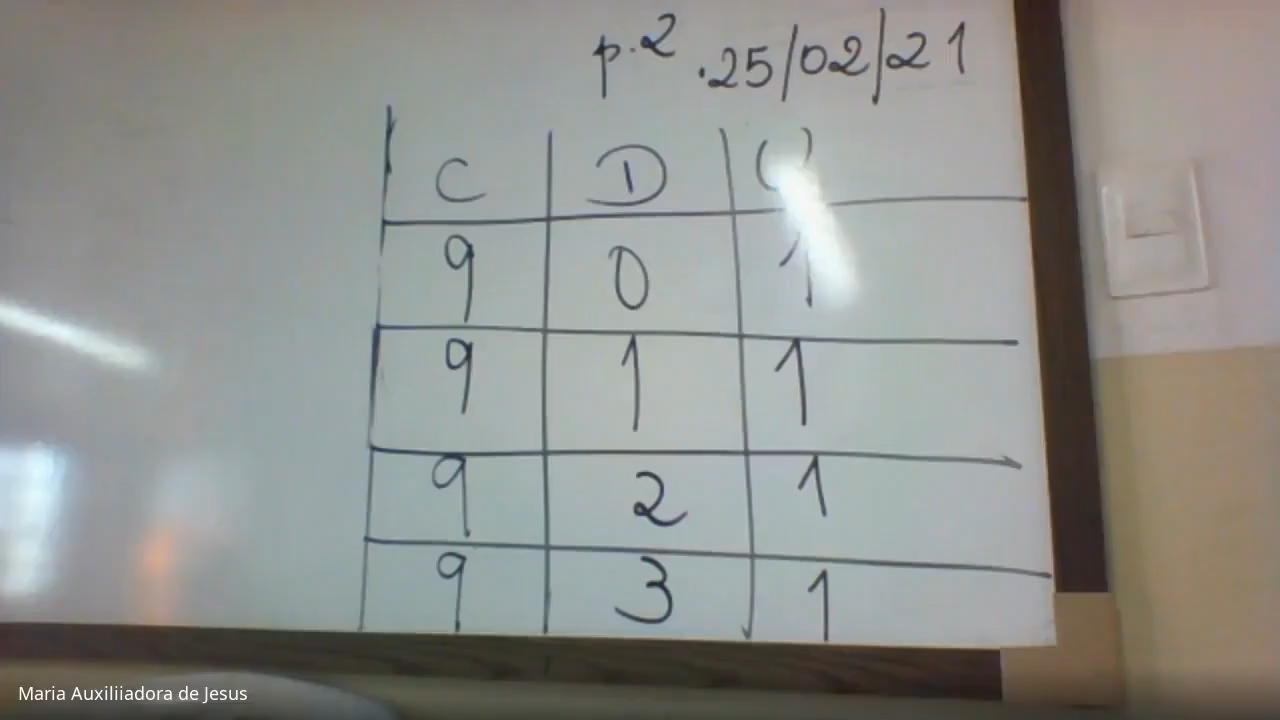 p.2 .25/02/21
C D U
9 0 1
9 1 1
9 2 1
9 3 1
Maria Auxiliiadora de Jesus